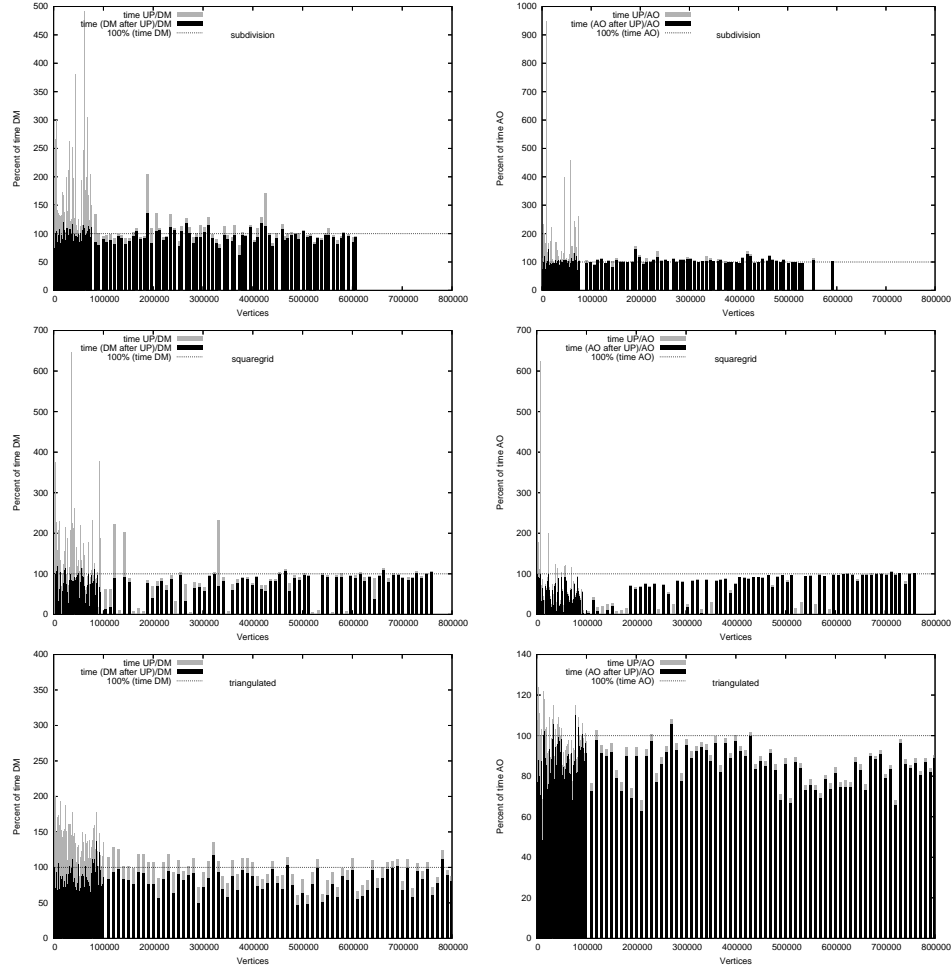 500
450
400
350
300
250
200
150
100
50
0
Percent of time DM
time UP/DM
time (DM after UP)/DM
100% (time DM)
subdivision
0 100000 200000 300000 400000 500000 600000 700000 800000
Vertices
1000
900
800
700
600
500
400
300
200
100
0
Percent of time AO
time UP/AO
time (AO after UP)/AO
100% (time AO)
subdivision
0 100000 200000 300000 400000 500000 600000 700000 800000
Vertices
700
600
500
400
300
200
100
0
Percent of time DM
time UP/DM
time (DM after UP)/DM
100% (time DM)
squaregrid
0 100000 200000 300000 400000 500000 600000 700000 800000
Vertices
700
600
500
400
300
200
100
0
Percent of time AO
time UP/AO
time (AO after UP)/AO
100% (time AO)
squaregrid
0 100000 200000 300000 400000 500000 600000 700000 800000
Vertices
400
350
300
250
200
150
100
50
0
Percent of time DM
time UP/DM
time (DM after UP)/DM
100% (time DM)
triangulated
0 100000 200000 300000 400000 500000 600000 700000 800000
Vertices
140
120
100
80
60
40
20
0
Percent of time AO
time UP/AO
time (AO after UP)/AO
100% (time AO)
triangulated
0 100000 200000 300000 400000 500000 600000 700000 800000
Vertices